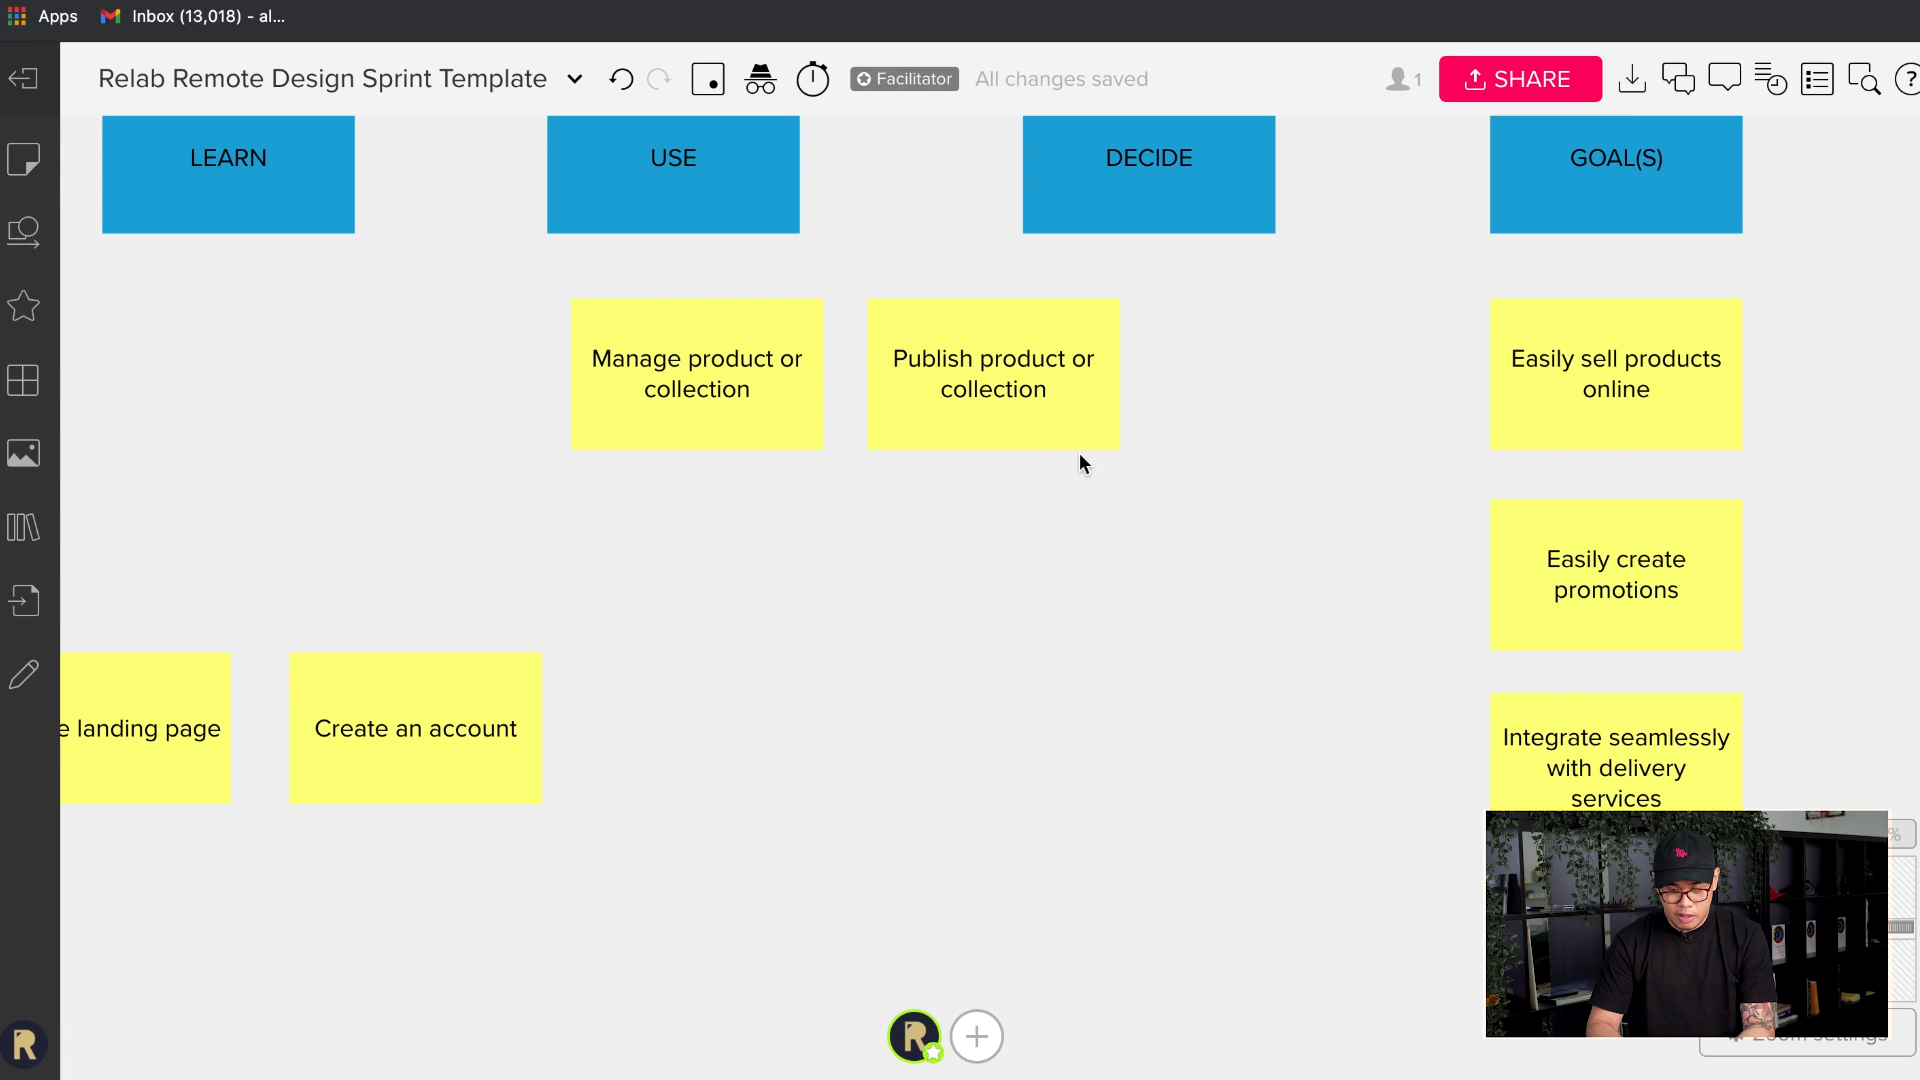 Apps
Inbox (13,018) - al...
Relab Remote Design Sprint Template
Facilitator
All changes saved
1
SHARE
?
LEARN
USE
DECIDE
GOAL(S)
Manage product or
collection
Publish product or
collection
Easily sell products
online
Easily create
promotions
e landing page
Create an account
Integrate seamlessly
with delivery
services
%
R
R
Zoom settings